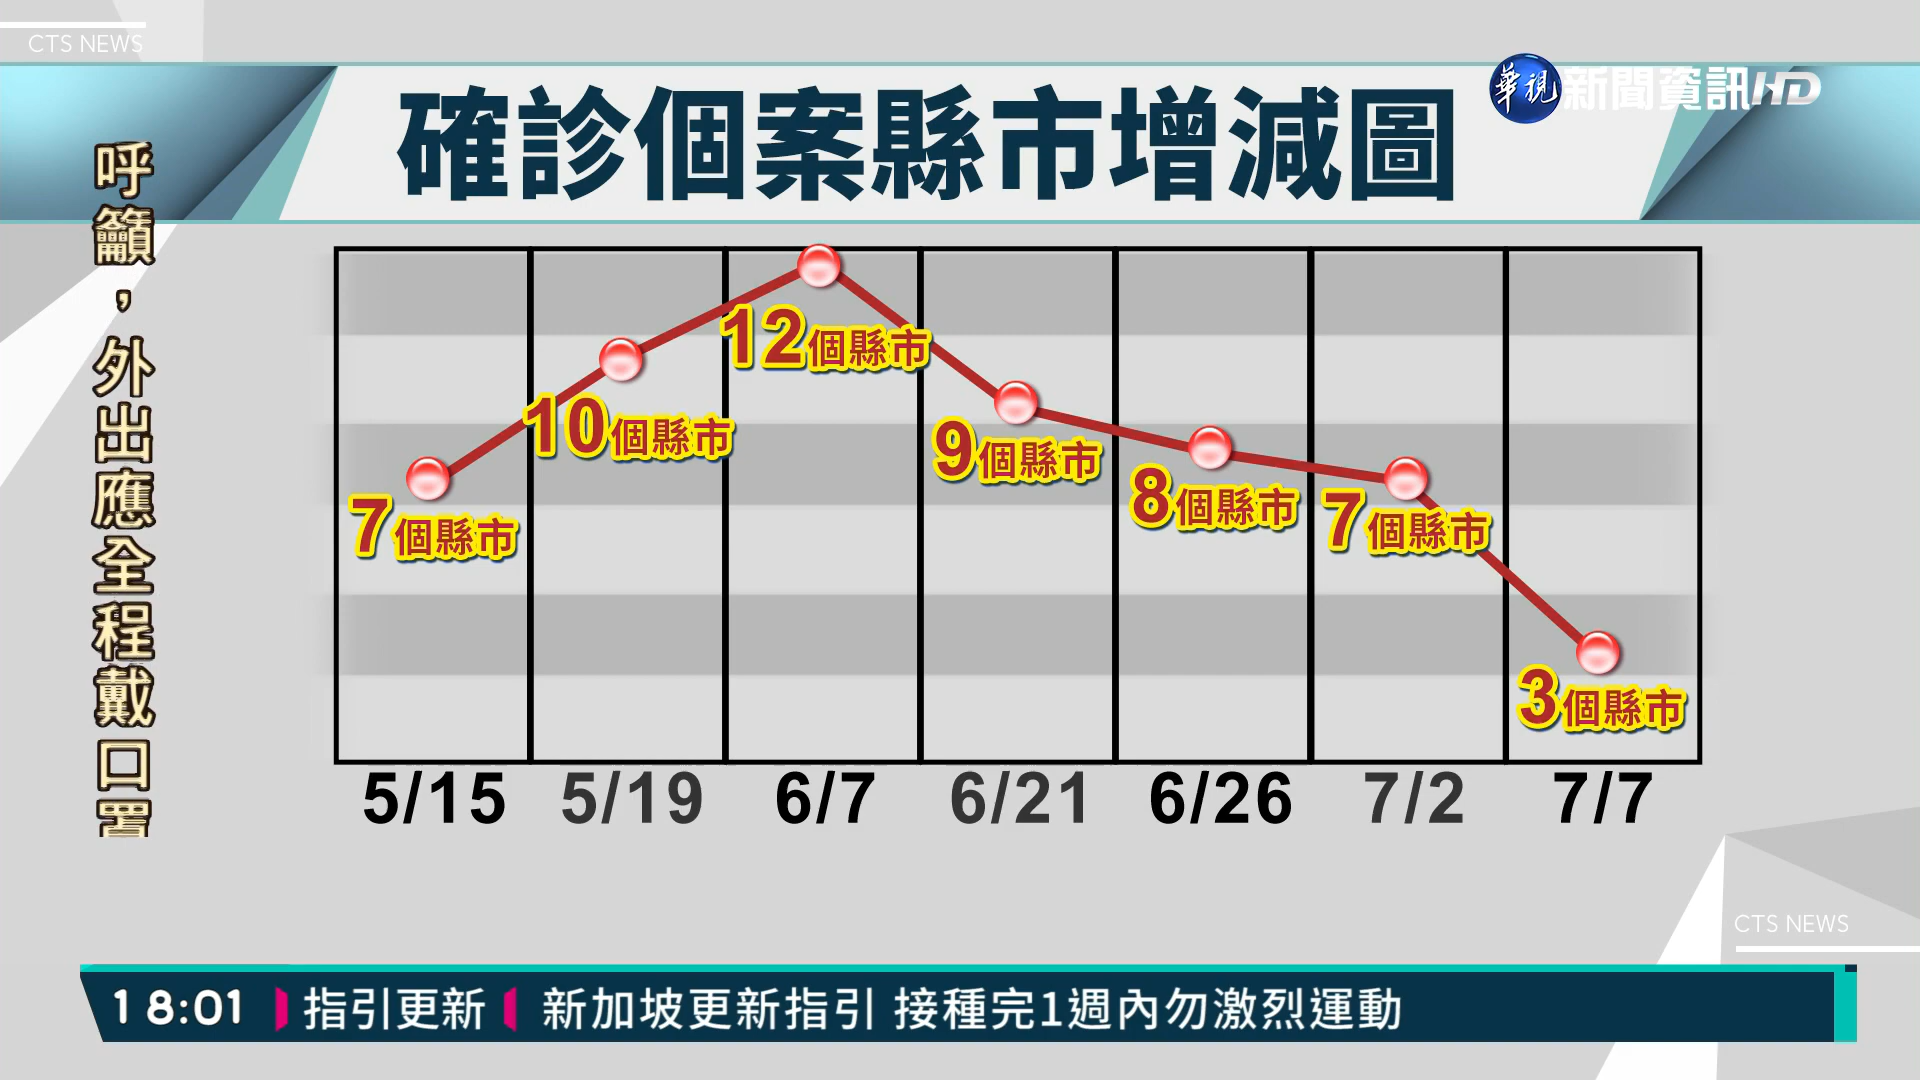 CTS NEWS
確診個案縣市增減圖
華視新聞資訊HD
呼籲，外出應全程戴口罩
12個縣市
10個縣市
9個縣市
8個縣市
7個縣市
7個縣市
3個縣市
5/15 5/19 6/7 6/21 6/26 7/2 7/7
CTS NEWS
18:01 指引更新 新加坡更新指引 接種完1週內勿激烈運動